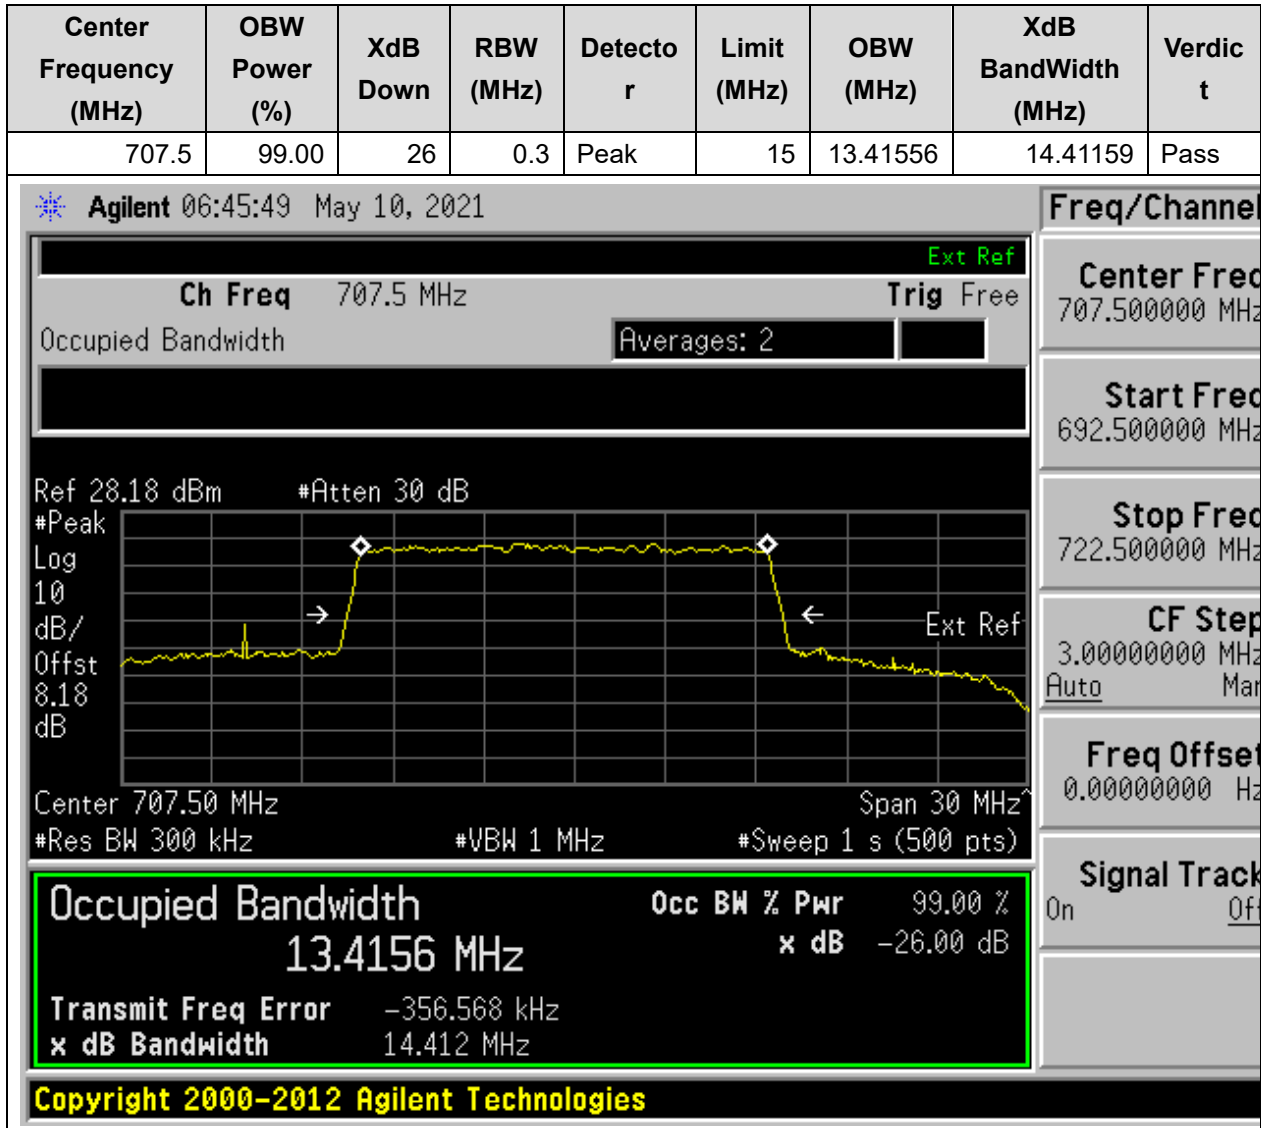 Center Frequency (MHz) OBW Power (%) XdB Down RBW (MHz) Detecto r Limit (MHz) OBW (MHz) XdB BandWidth (MHz) Verdic t
707.5 99.00 26 0.3 Peak 15 13.41556 14.41159 Pass
Agilent 06:45:49 May 10, 2021
Freq/Channel
Ext Ref
Ch Freq 707.5 MHz Trig Free
Occupied Bandwidth Averages: 2
Center Freq
707.500000 MHz
Start Freq
692.500000 MHz
Stop Freq
722.500000 MHz
CF Step
3.00000000 MHz
Auto Man
Freq Offset
0.00000000 Hz
Signal Track
On Off
Ref 28.18 dBm #Atten 30 dB
#Peak
Log
10
dB/
Offst
8.18
dB
Ext Ref
Center 707.50 MHz Span 30 MHz^
#Res BW 300 kHz #VBW 1 MHz #Sweep 1 s (500 pts)
Occupied Bandwidth
13.4156 MHz
Occ BW % Pwr 99.00 %
x dB -26.00 dB
Transmit Freq Error -356.568 kHz
x dB Bandwidth 14.412 MHz
Copyright 2000-2012 Agilent Technologies